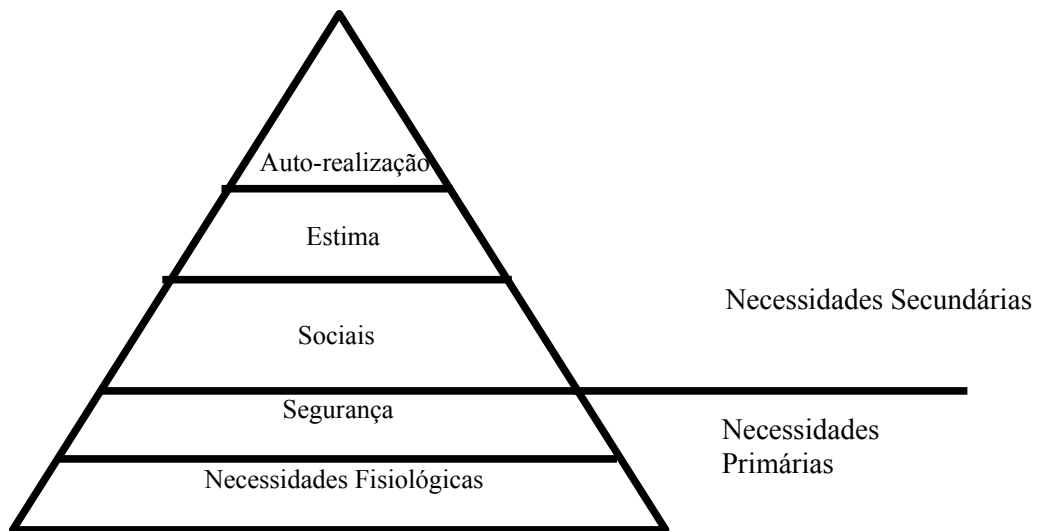 Auto-realização
Estima
Necessidades Secundárias
Sociais
Segurança
Necessidades
Primárias
Necessidades Fisiológicas